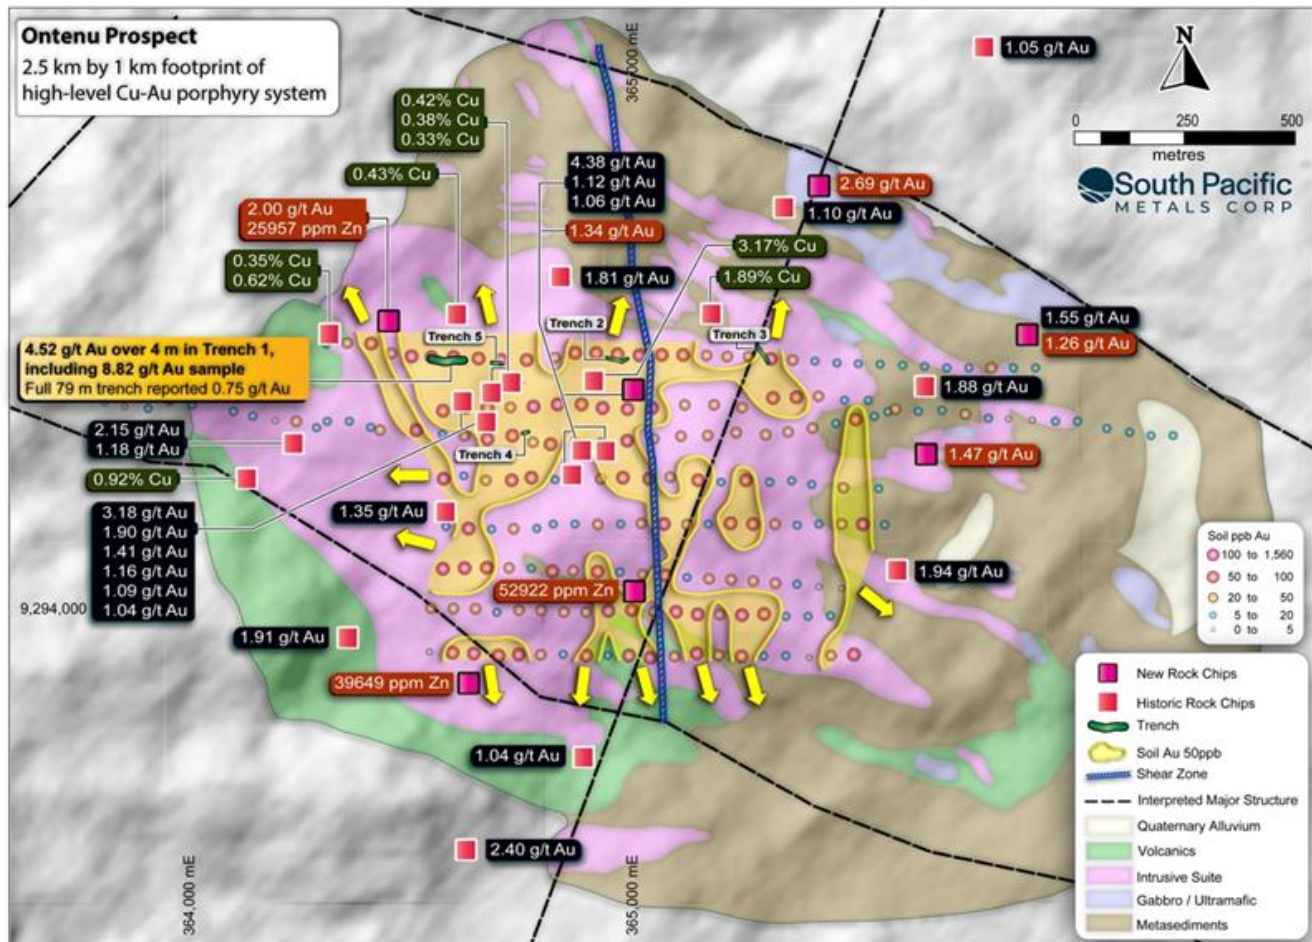 Ontenu Prospect
2.5 km by 1 km footprint of
high-level Cu-Au porphyry system
365,000 mE
1.05 g/t Au
N
0 250 500
metres
South Pacific
METALS CORP
0.42% Cu
0.38% Cu
0.33% Cu
0.43% Cu
4.38 g/t Au
1.12 g/t Au
1.06 g/t Au
1.34 g/t Au
2.69 g/t Au
1.10 g/t Au
2.00 g/t Au
25957 ppm Zn
3.17% Cu
1.89% Cu
0.35% Cu
0.62% Cu
1.81 g/t Au
1.55 g/t Au
1.26 g/t Au
Trench 5
Trench 2
Trench 3
4.52 g/t Au over 4 m in Trench 1,
including 8.82 g/t Au sample
Full 79 m trench reported 0.75 g/t Au
1.88 g/t Au
2.15 g/t Au
1.18 g/t Au
Trench 4
1.47 g/t Au
0.92% Cu
1.35 g/t Au
3.18 g/t Au
1.90 g/t Au
1.41 g/t Au
1.16 g/t Au
1.09 g/t Au
1.04 g/t Au
9,294,000
52922 ppm Zn
1.94 g/t Au
Soil ppb Au
100 to 1,560
50 to 100
20 to 50
5 to 20
0 to 5
1.91 g/t Au
39649 ppm Zn
1.04 g/t Au
2.40 g/t Au
364,000 mE
365,000 mE
New Rock Chips
Historic Rock Chips
Trench
Soil Au 50ppb
Shear Zone
Interpreted Major Structure
Quaternary Alluvium
Volcanics
Intrusive Suite
Gabbro / Ultramafic
Metasediments